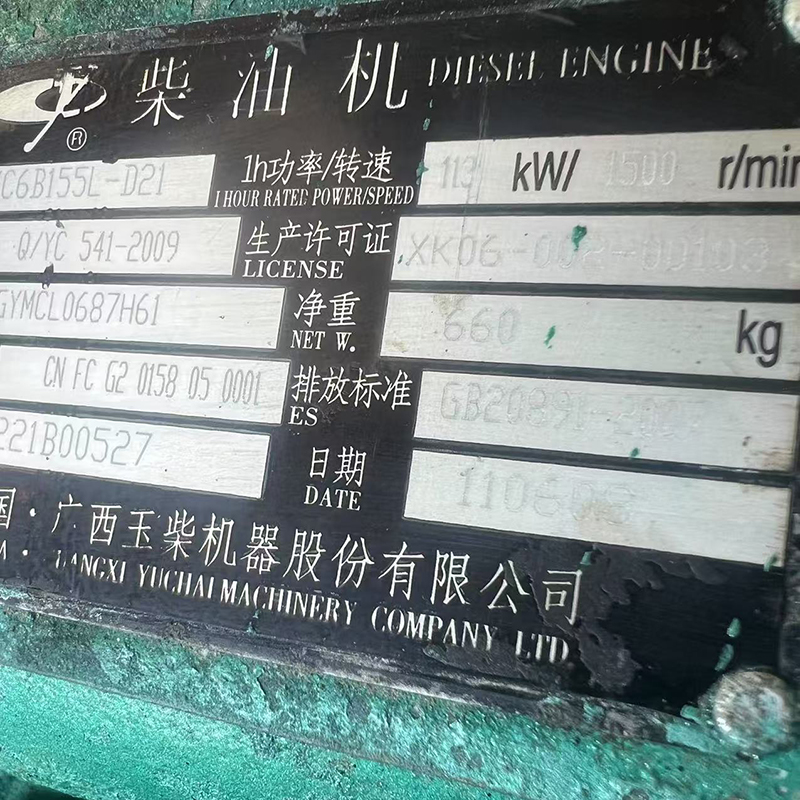 柴油机 DIESEL ENGINE
®
C6B155L-D21 1h功率/转速 113 kW/ 1500 r/min
1 HOUR RATED POWER/SPEED
Q/YC 541-2009 生产许可证
LICENSE
GYMCL0687H61 净重 660 kg
NET W.
CN FC G2 0158 05 0001 排放标准
ES
221B00527 日期
DATE
国·广西玉柴机器股份有限公司
A. YUCHAI MACHINERY COMPANY LTD